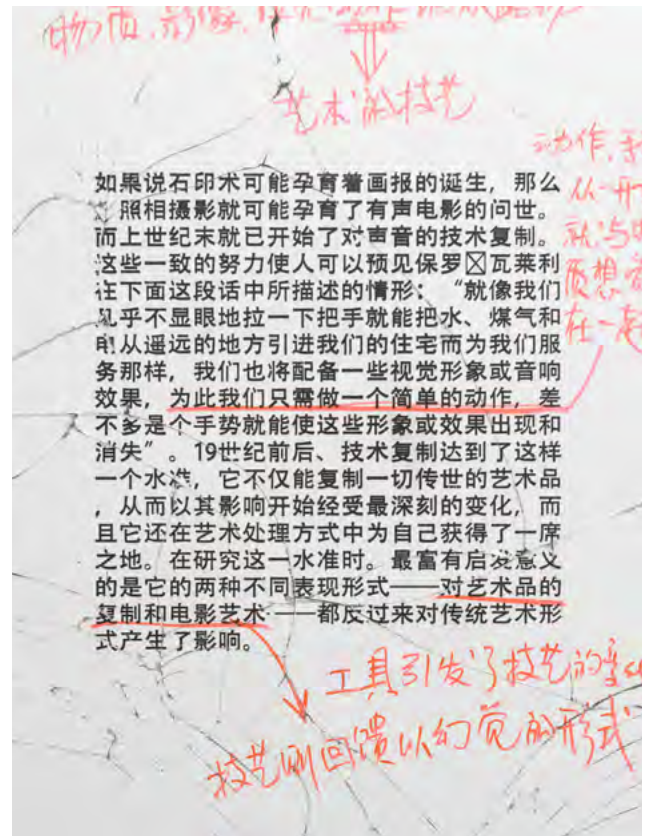 艺术的技艺
如果说石印术可能孕育着画报的诞生，那么
照相摄影就可能孕育了有声电影的问世。
而上世纪末就已开始了对声音的技术复制。
这些一致的努力使人可以预见保罗☒瓦莱利
在下面这段话中所描述的情形：“就像我们
几乎不显眼地拉一下把手就能把水、煤气和
电从遥远的地方引进我们的住宅而为我们服
务那样，我们也将配备一些视觉形象或音响
效果，为此我们只需做一个简单的动作，差
不多是个手势就能使这些形象或效果出现和
消失”。19世纪前后、技术复制达到了这样
一个水准，它不仅能复制一切传世的艺术品
，从而以其影响开始经受最深刻的变化，而
且它还在艺术处理方式中为自己获得了一席
之地。在研究这一水准时。最富有启发意义
的是它的两种不同表现形式——对艺术品的
复制和电影艺术——都反过来对传统艺术形
式产生了影响。
动作，
从一开
就与
质想
在一起
工具引发了技艺的变
技艺则回馈以幻觉的形式